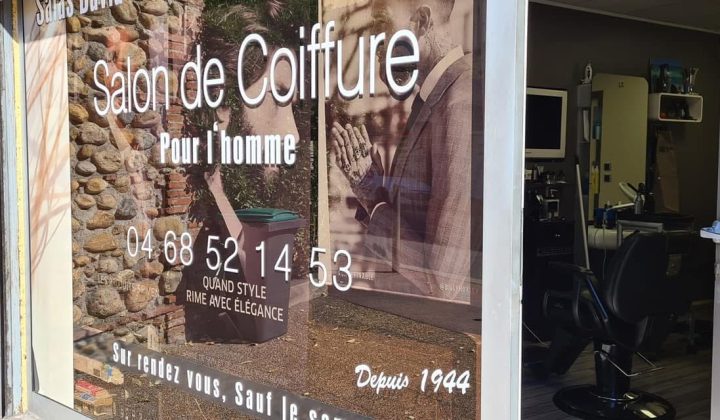 Salon de Coiffure
Pour l'homme
04 68 52 14 53
QUAND STYLE
RIME AVEC ÉLÉGANCE
Depuis 1944
Sur rendez vous, Sauf le